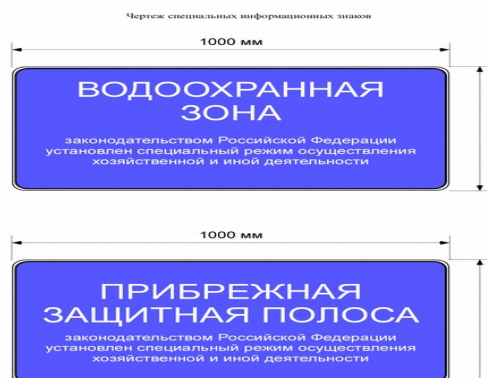 Чертеж специальных информационных знаков
1000 мм
ВОДООХРАННАЯ
ЗОНА
законодательством Российской Федерации
установлен специальный режим осуществления
хозяйственной и иной деятельности
1000 мм
ПРИБРЕЖНАЯ
ЗАЩИТНАЯ ПОЛОСА
законодательством Российской Федерации
установлен специальный режим осуществления
хозяйственной и иной деятельности